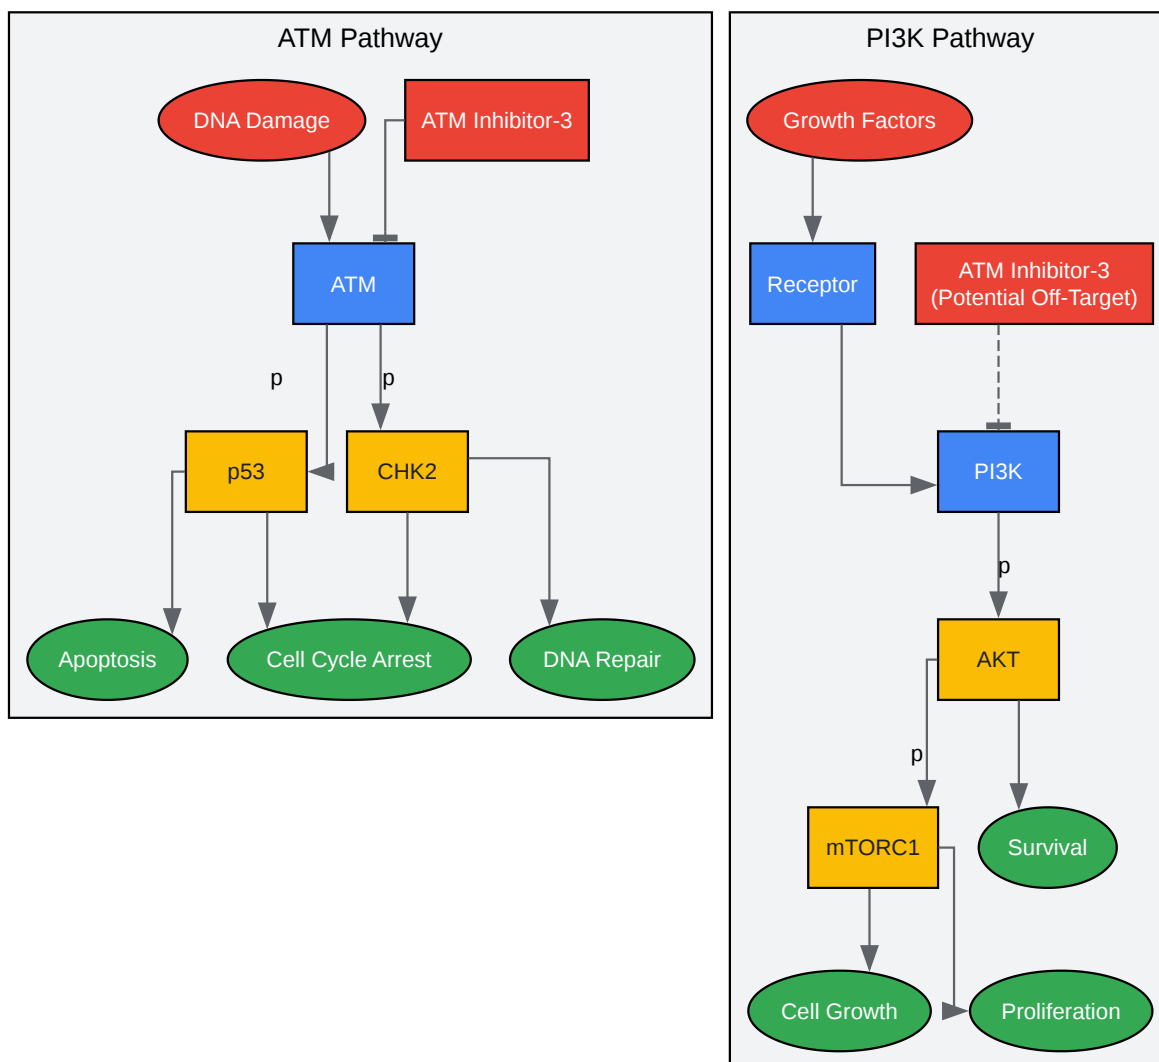 ATM Pathway
DNA Damage
ATM Inhibitor-3
ATM
p
p
p53
CHK2
Apoptosis
Cell Cycle Arrest
DNA Repair
PI3K Pathway
Growth Factors
Receptor
ATM Inhibitor-3
(Potential Off-Target)
PI3K
p
AKT
p
mTORC1
Survival
Cell Growth
Proliferation